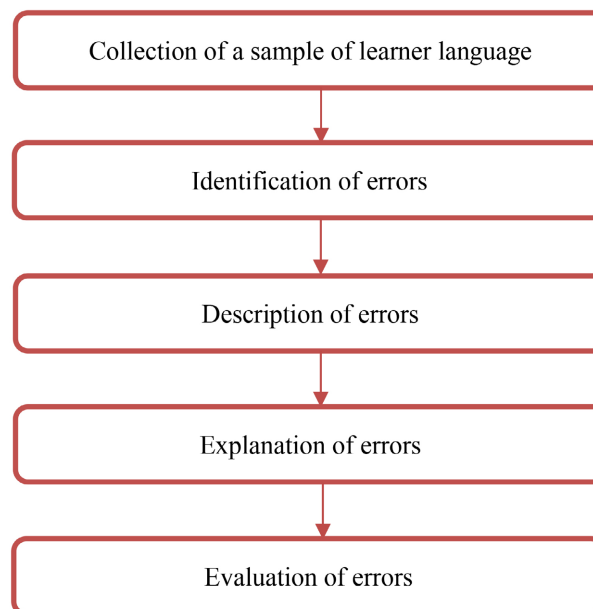 Collection of a sample of learner language
Identification of errors
Description of errors
Explanation of errors
Evaluation of errors